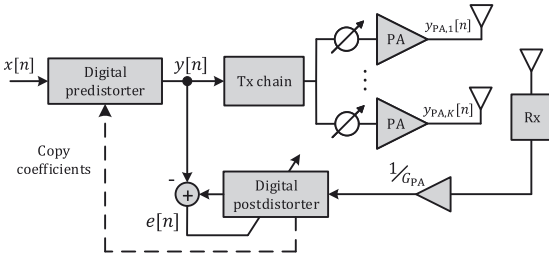 x[n]
Digital
predistorter
y[n]
Tx chain
PA
y_PA,1[n]
⋮
PA
y_PA,K[n]
Rx
Copy
coefficients
-
+
e[n]
Digital
postdistorter
1/G_PA